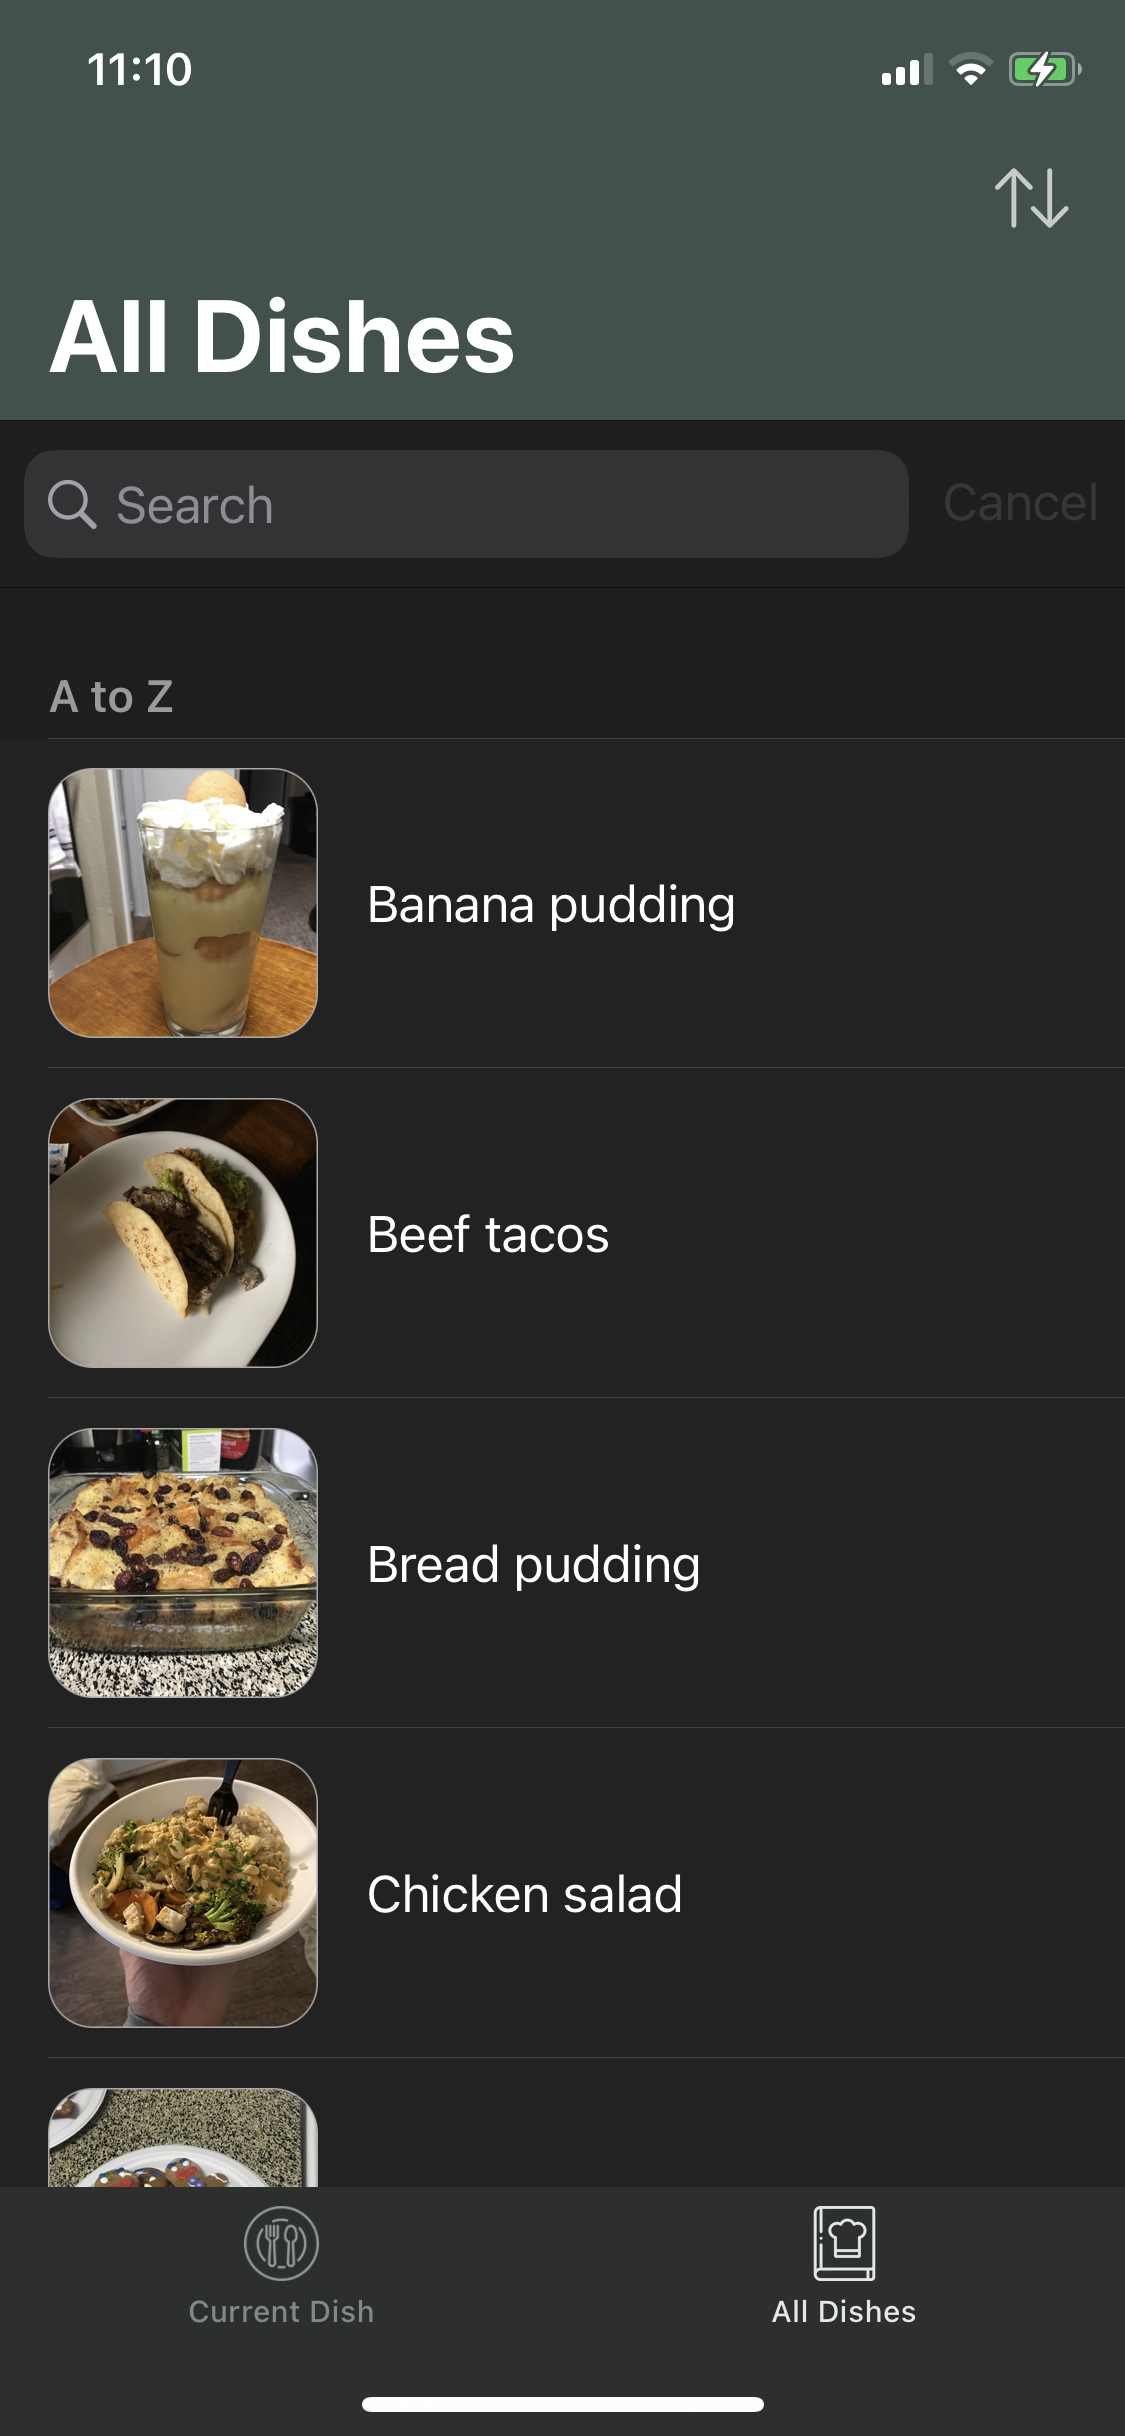 11:10
All Dishes
Search
Cancel
A to Z
Banana pudding
Beef tacos
Bread pudding
Chicken salad
Current Dish
All Dishes